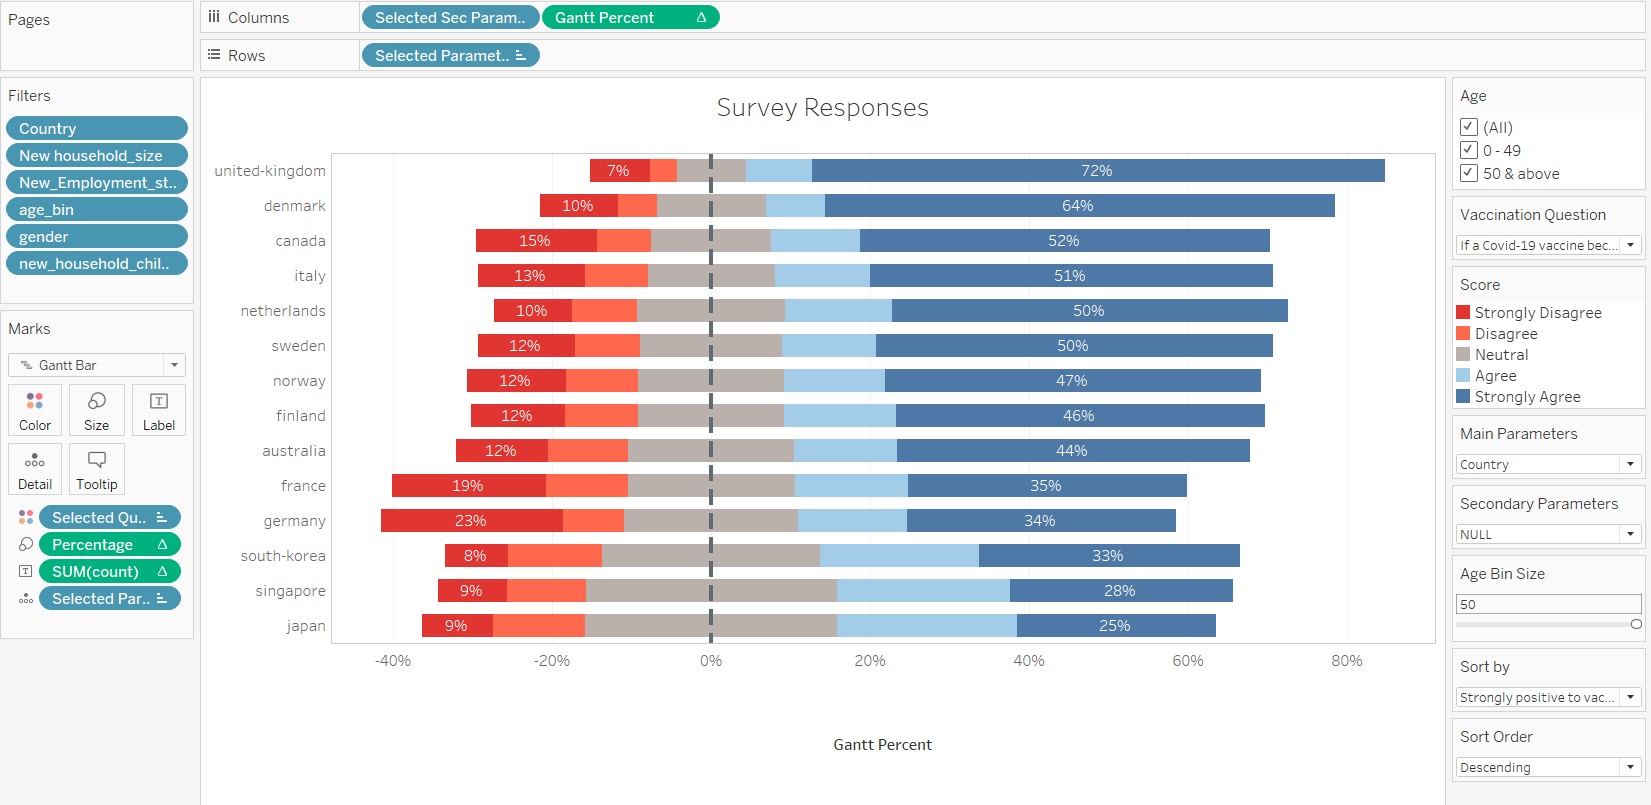 Pages
Columns
Selected Sec Param..
Gantt Percent
Rows
Selected Paramet..
Filters
Country
New household_size
New_Employment_st..
age_bin
gender
new_household_chil..
Marks
Gantt Bar
Color
Size
Label
Detail
Tooltip
Selected Qu..
Percentage
SUM(count)
Selected Par..
Survey Responses
united-kingdom 7% 72%
denmark 10% 64%
canada 15% 52%
italy 13% 51%
netherlands 10% 50%
sweden 12% 50%
norway 12% 47%
finland 12% 46%
australia 12% 44%
france 19% 35%
germany 23% 34%
south-korea 8% 33%
singapore 9% 28%
japan 9% 25%
-40% -20% 0% 20% 40% 60% 80%
Gantt Percent
Age
(All)
0 - 49
50 & above
Vaccination Question
If a Covid-19 vaccine bec...
Score
Strongly Disagree
Disagree
Neutral
Agree
Strongly Agree
Main Parameters
Country
Secondary Parameters
NULL
Age Bin Size
50
Sort by
Strongly positive to vac...
Sort Order
Descending